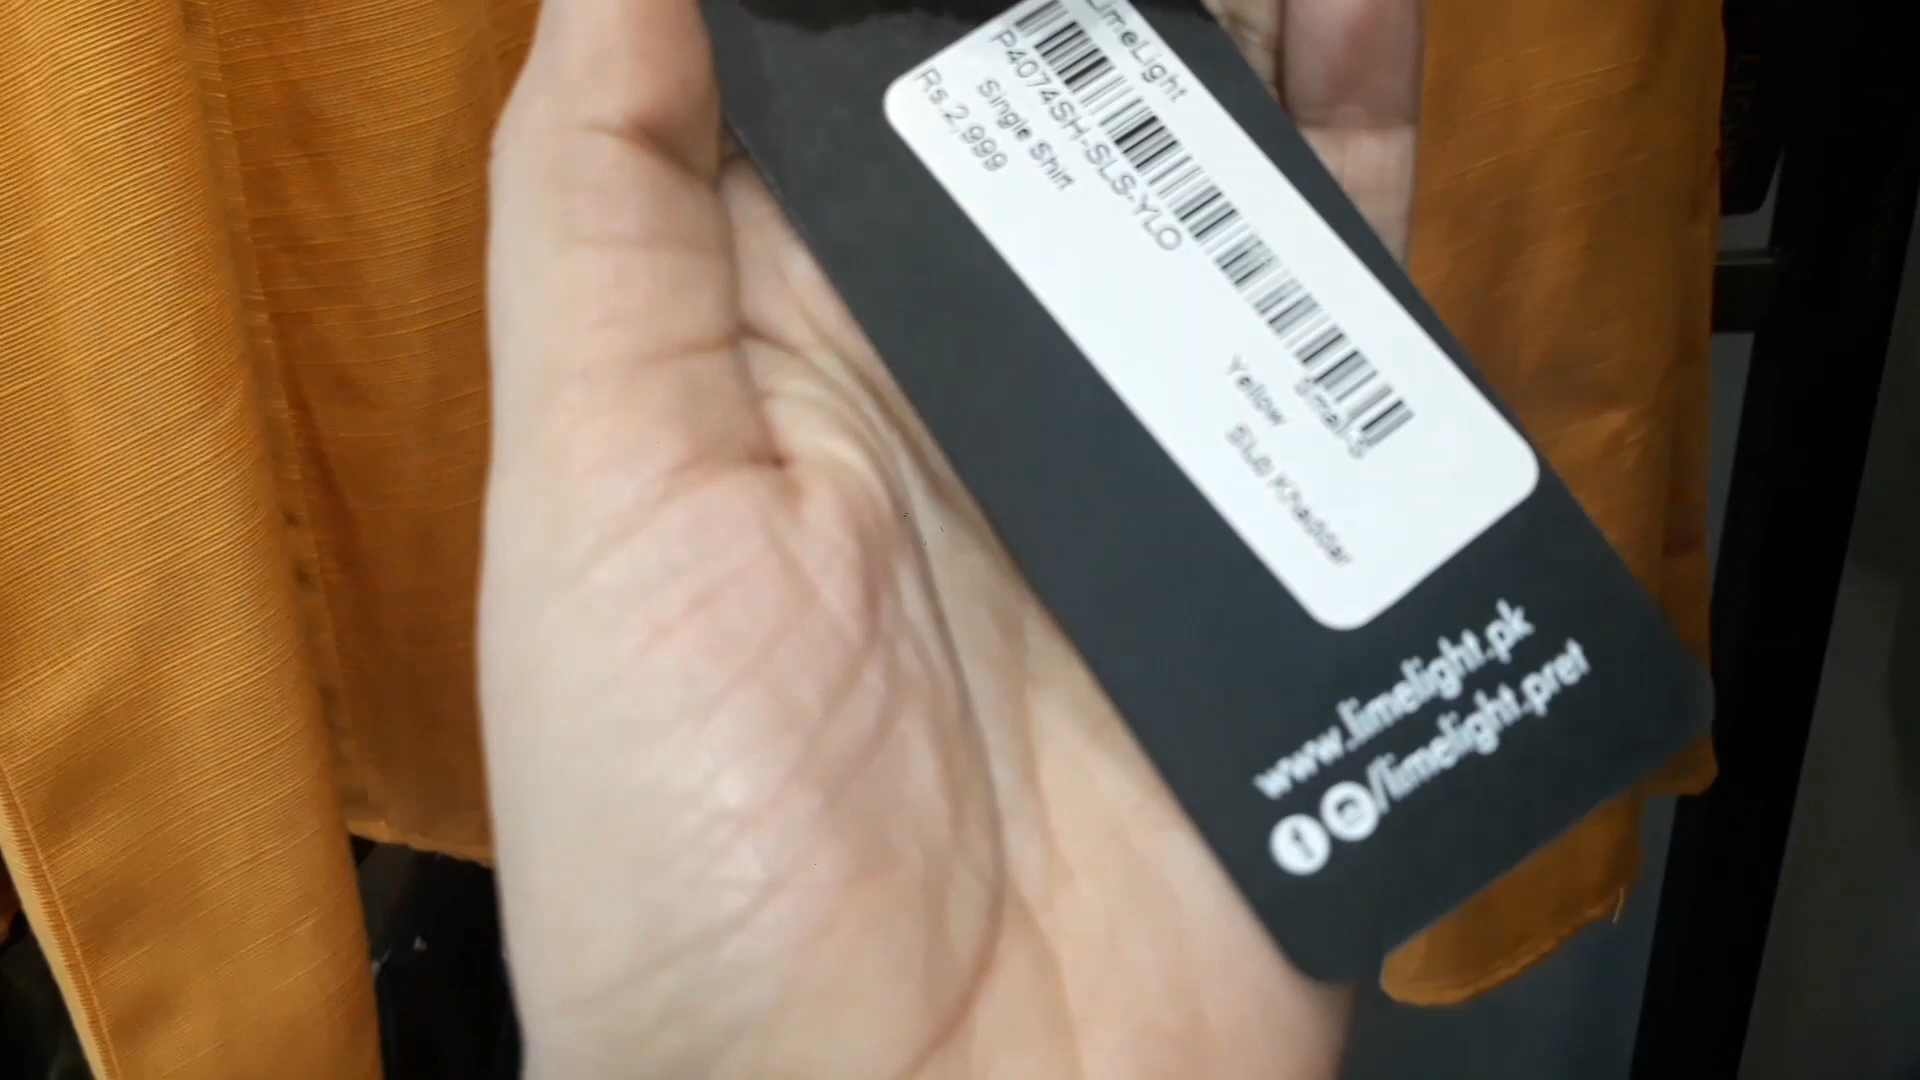 LimeLight
P4074SH-SLS-YLO
Single Shirt
Rs.2,999
Small-S
Yellow
Slub Khaddar
www.limelight.pk
/limelight.pret